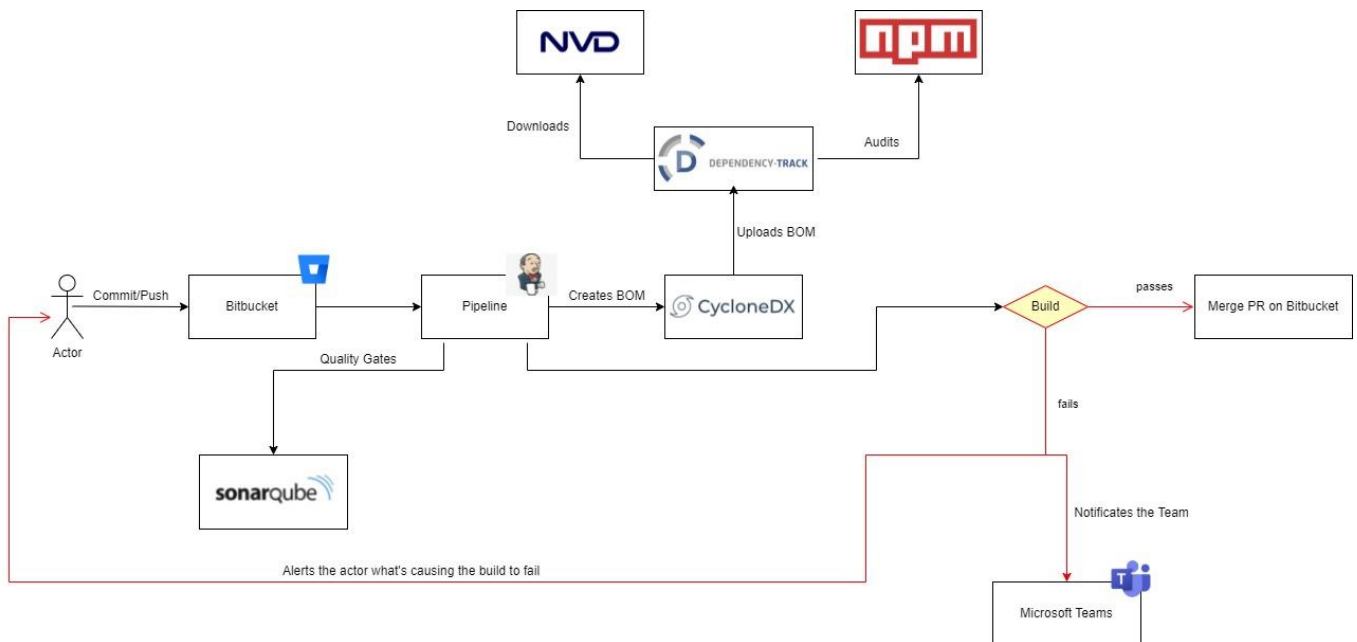 NVD
npm
Downloads
Audits
D DEPENDENCY-TRACK
Uploads BOM
Commit/Push
Bitbucket
Pipeline
Creates BOM
CycloneDX
Build
passes
Merge PR on Bitbucket
Actor
Quality Gates
fails
sonarqube
Notificates the Team
Alerts the actor what's causing the build to fail
T
Microsoft Teams